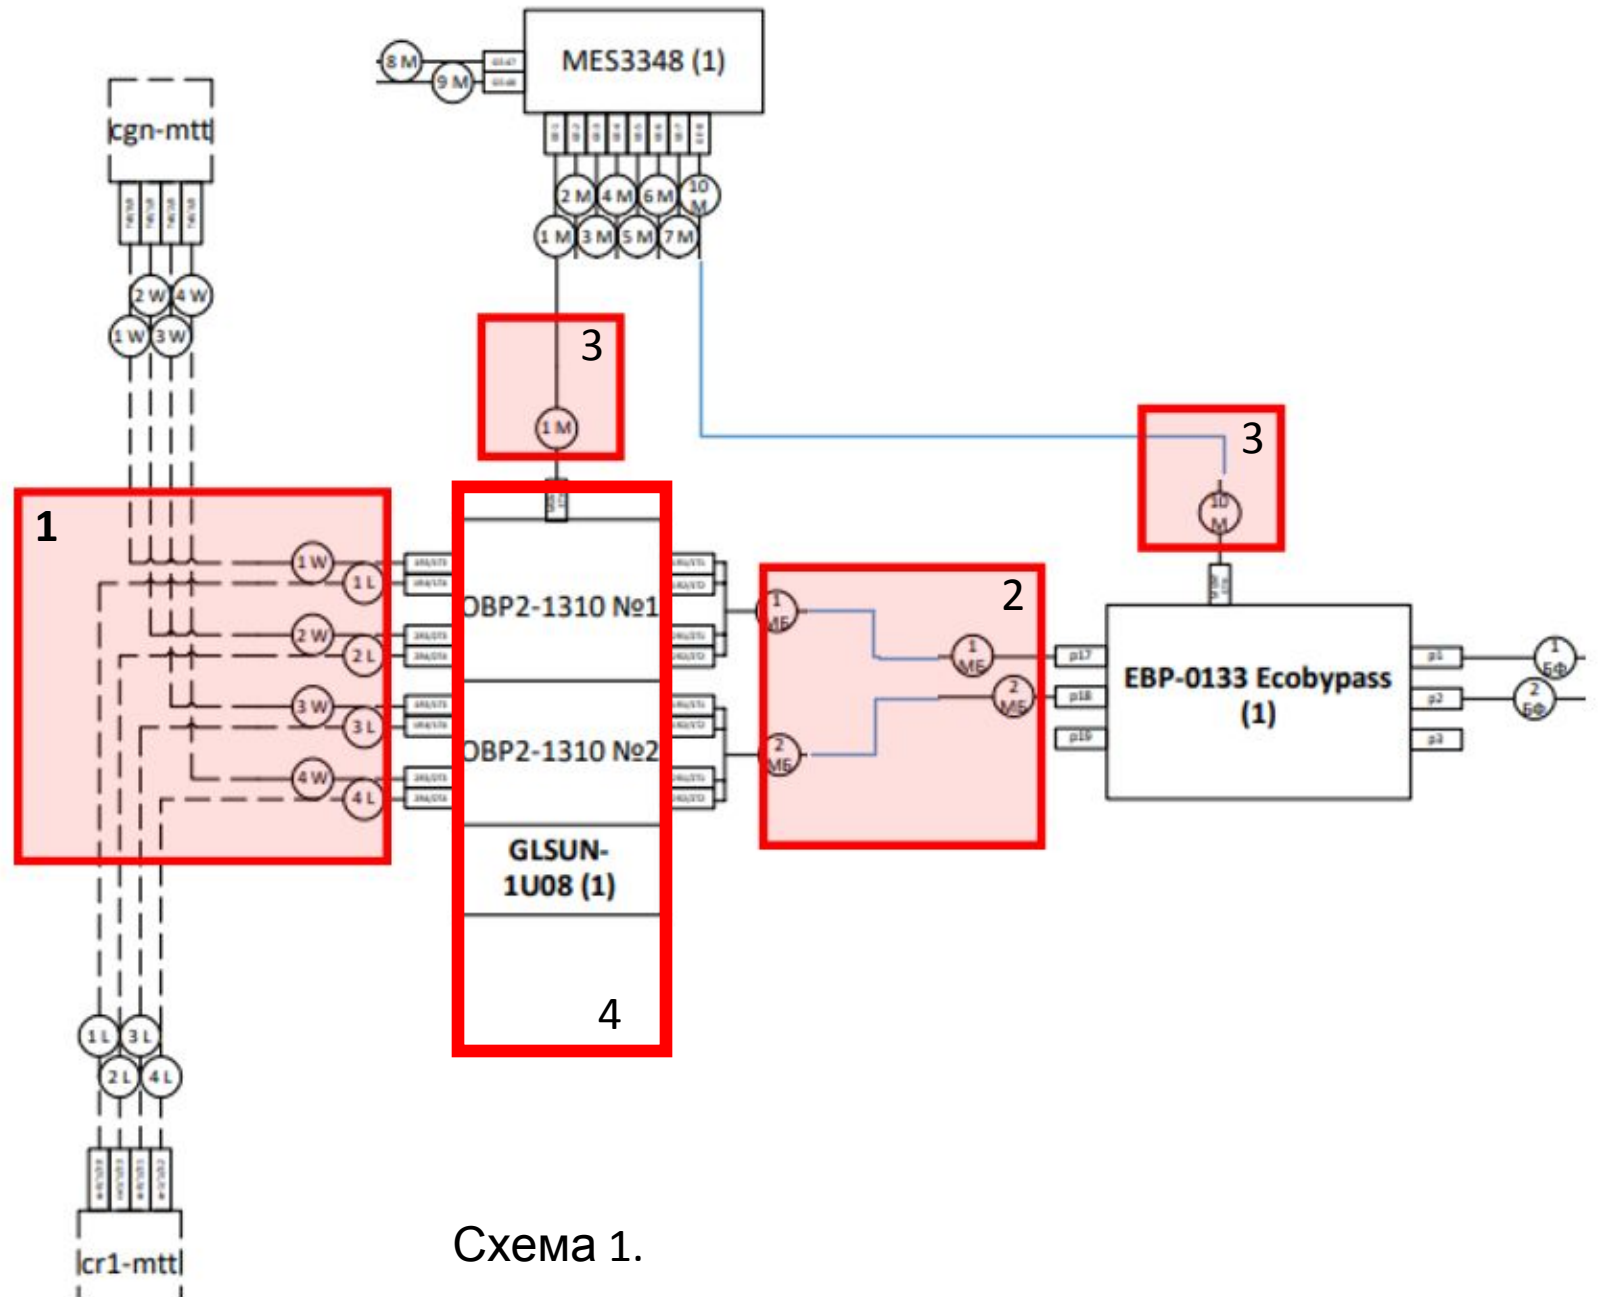 MES3348 (1)
8 M
9 M
cgn-mtt
2 M
4 M
6 M
10
M
1 M
3 M
5 M
7 M
2 W
4 W
1 W
3 W
3
1 M
3
10
M
1
1 W
1 L
2 W
2 L
3 W
3 L
4 W
4 L
OBP2-1310 №1
OBP2-1310 №2
GLSUN-
1U08 (1)
4
2
1
МБ
1
МБ
2
МБ
2
МБ
p17
p18
p19
EBP-0133 Ecobypass
(1)
p1
p2
p3
1
БФ
2
БФ
1 L
3 L
2 L
4 L
cr1-mtt
Схема 1.